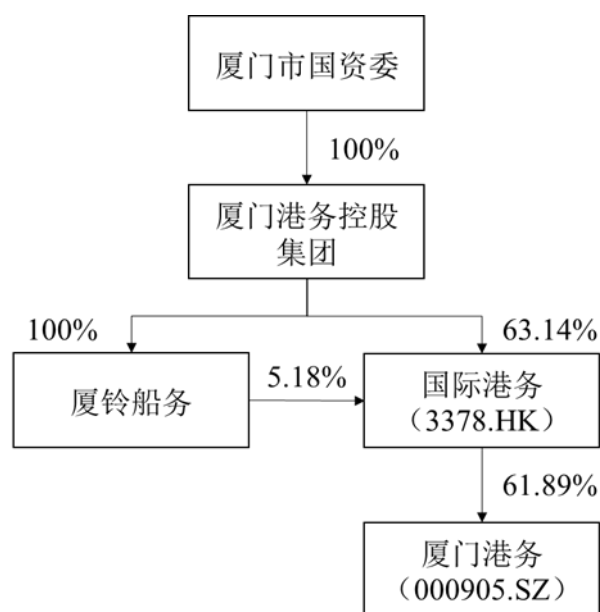 厦门市国资委
100%
厦门港务控股
集团
100%
63.14%
厦铃船务
5.18%
国际港务
（3378.HK）
61.89%
厦门港务
（000905.SZ）